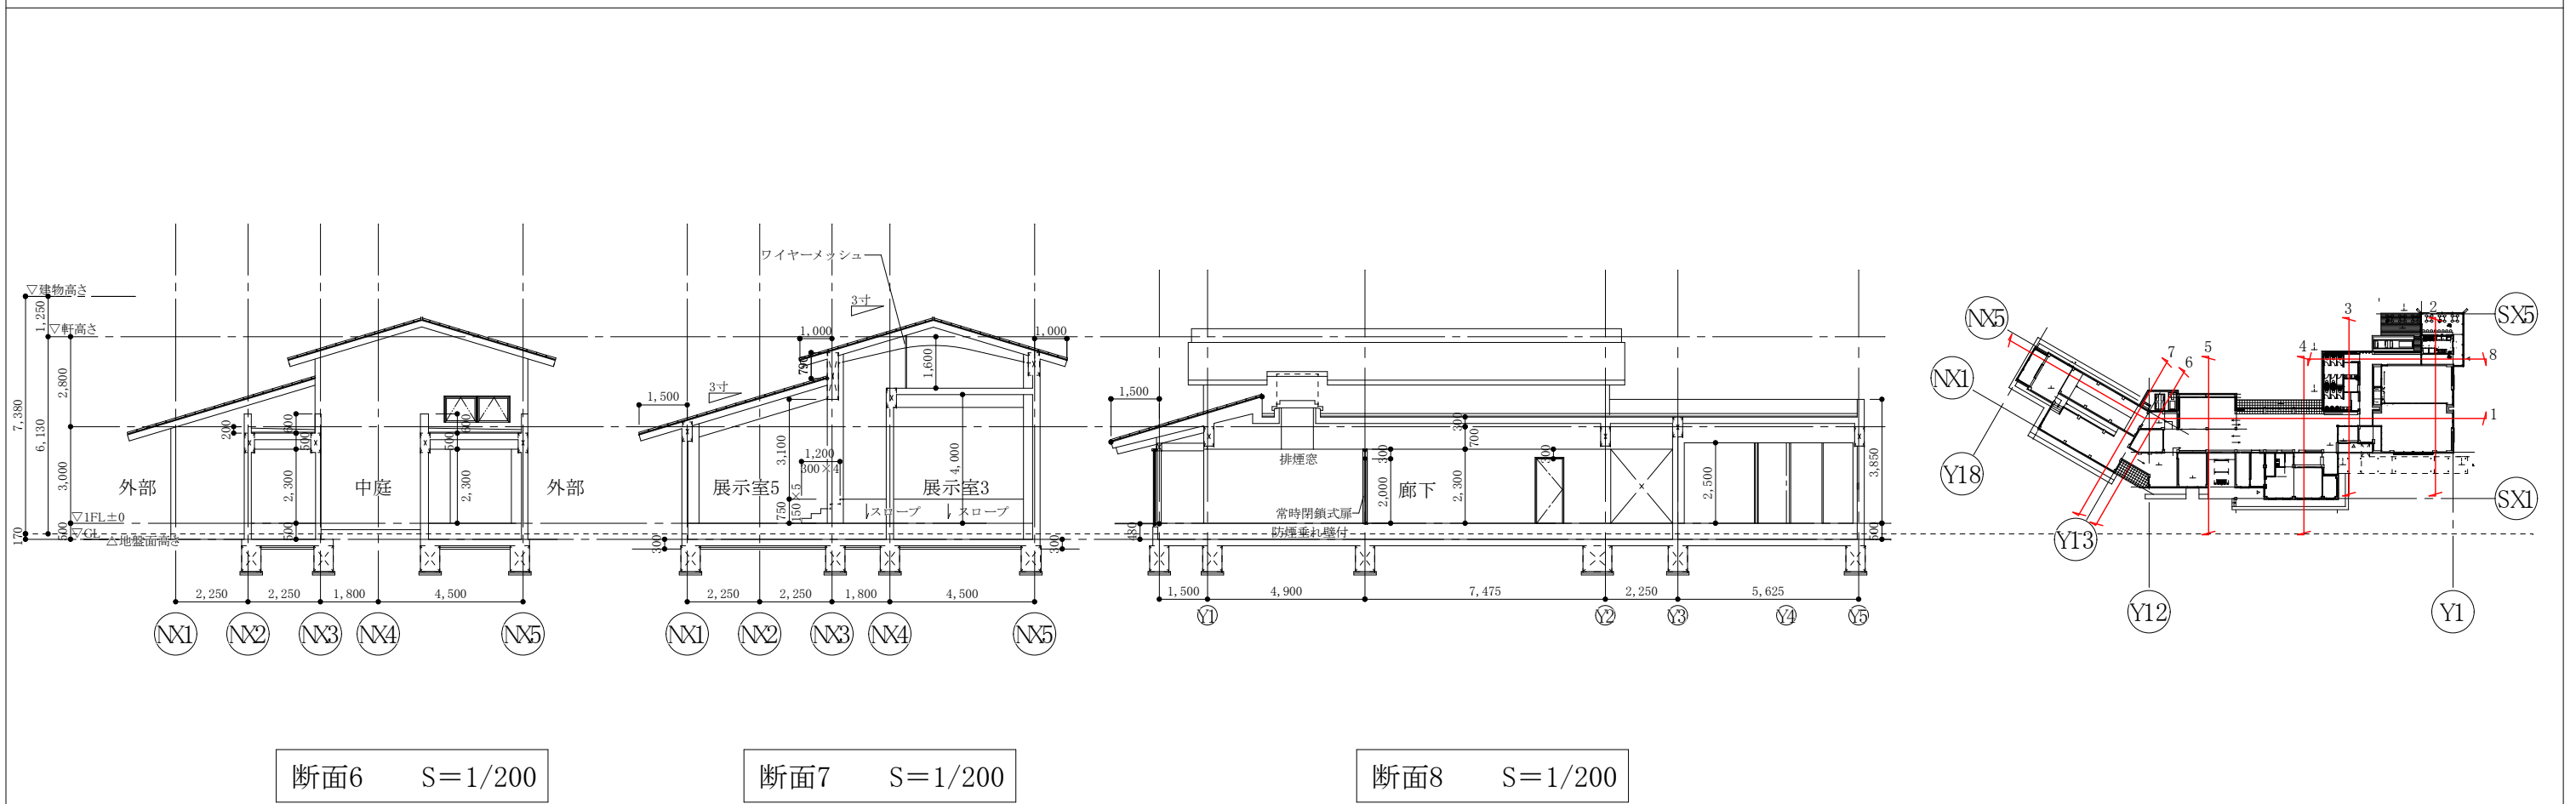 ▽建物高さ
1,250
▽軒高さ
7,380
6,130
2,800
3,000
▽1FL±0
500
▽GL
170
△地盤面高さ
外部
中庭
外部
200
600
500
2,300
500
600
500
2,300
2,250
2,250
1,800
4,500
NX1
NX2
NX3
NX4
NX5
断面6 S=1/200
ワイヤーメッシュ
3寸
1,000
1,000
790
1,600
3寸
1,500
3,100
1,200
300×4
4,000
展示室5
展示室3
750
150×5
スロープ
スロープ
300
300
2,250
2,250
1,800
4,500
NX1
NX2
NX3
NX4
NX5
断面7 S=1/200
1,500
排煙窓
300
2,000
廊下
常時閉鎖式扉
防煙垂れ壁付
300
700
2,300
300
2,500
3,850
480
500
1,500
4,900
7,475
2,250
5,625
Y1
Y2
Y3
Y4
Y5
断面8 S=1/200
NX5
NX1
Y18
Y13
Y12
Y1
SX5
SX1
7
6
5
4
3
2
8
1